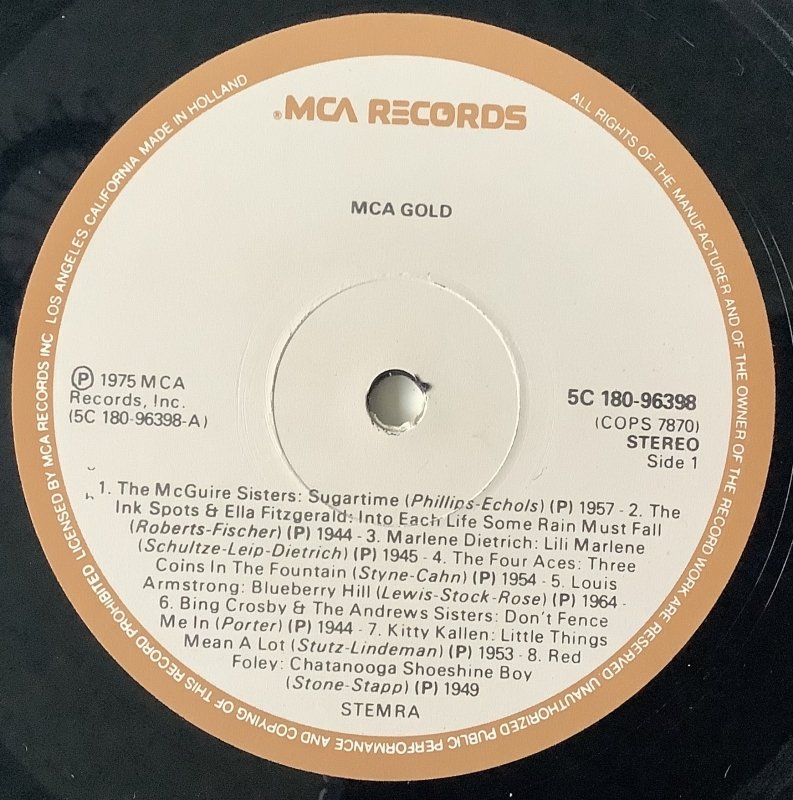 ®MCA RECORDS
MCA GOLD
Ⓟ 1975 MCA
Records, Inc.
(5C 180-96398-A)
5C 180-96398
(COPS 7870)
STEREO
Side 1
1. The McGuire Sisters: Sugartime (Phillips-Echols) (P) 1957 - 2. The
Ink Spots & Ella Fitzgerald: Into Each Life Some Rain Must Fall
(Roberts-Fischer) (P) 1944 - 3. Marlene Dietrich: Lili Marlene
(Schultze-Leip-Dietrich) (P) 1945 - 4. The Four Aces: Three
Coins In The Fountain (Styne-Cahn) (P) 1954 - 5. Louis
Armstrong: Blueberry Hill (Lewis-Stock-Rose) (P) 1964 -
6. Bing Crosby & The Andrews Sisters: Don't Fence
Me In (Porter) (P) 1944 - 7. Kitty Kallen: Little Things
Mean A Lot (Stutz-Lindeman) (P) 1953 - 8. Red
Foley: Chatanooga Shoeshine Boy
(Stone-Stapp) (P) 1949
STEMRA
ALL RIGHTS OF THE MANUFACTURER AND OF THE OWNER OF THE RECORD WORK ARE RESERVED. UNAUTHORIZED PUBLIC PERFORMANCE AND COPYING OF THIS RECORD PROHIBITED LICENSED BY MCA RECORDS INC LOS ANGELES. CALIFORNIA MADE IN HOLLAND